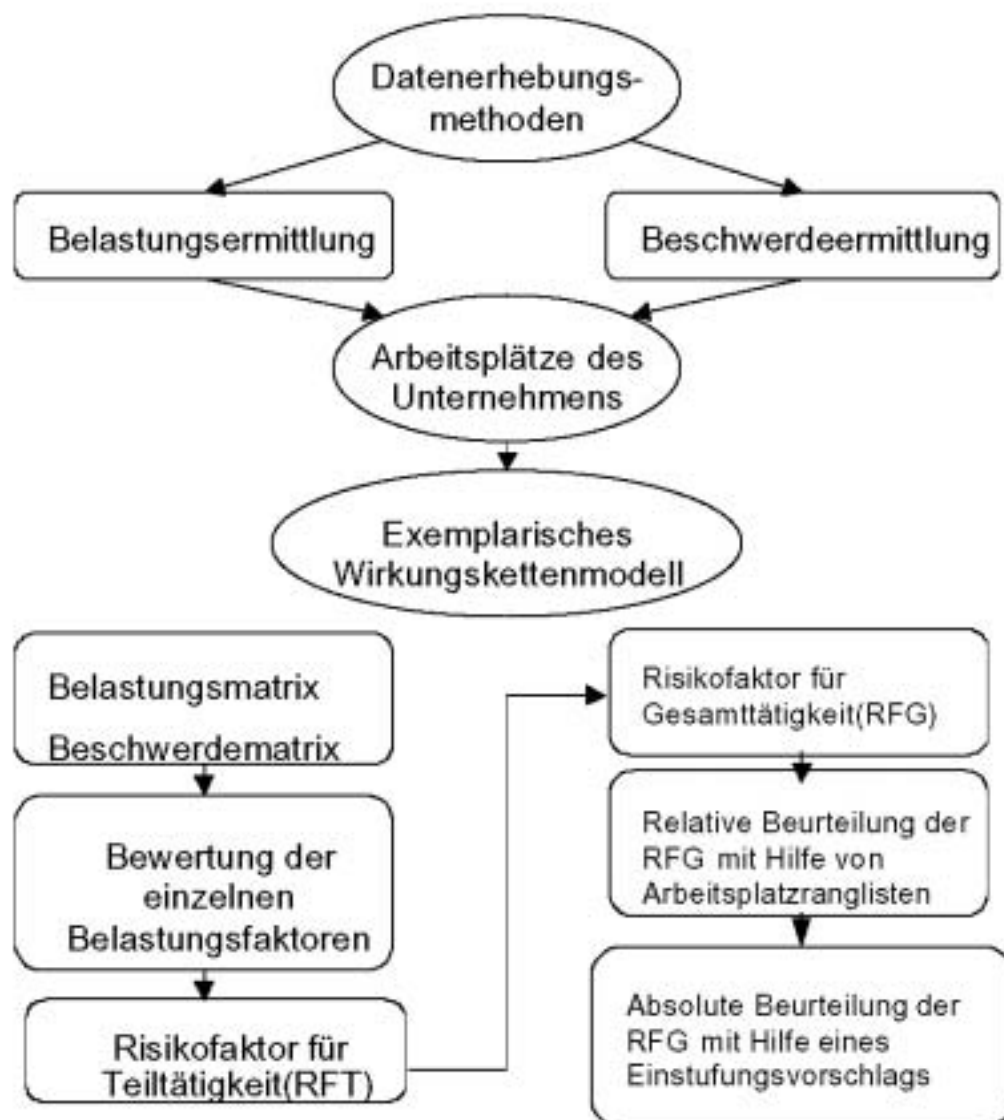 Datenerhebungs-
methoden
Belastungsermittlung
Beschwerdeermittlung
Arbeitsplätze des
Unternehmens
Exemplarisches
Wirkungskettenmodell
Belastungsmatrix
Beschwerdematrix
Bewertung der
einzelnen
Belastungsfaktoren
Risikofaktor für
Teiltätigkeit(RFT)
Risikofaktor für
Gesamttätigkeit(RFG)
Relative Beurteilung der
RFG mit Hilfe von
Arbeitsplatzranglisten
Absolute Beurteilung der
RFG mit Hilfe eines
Einstufungsvorschlags